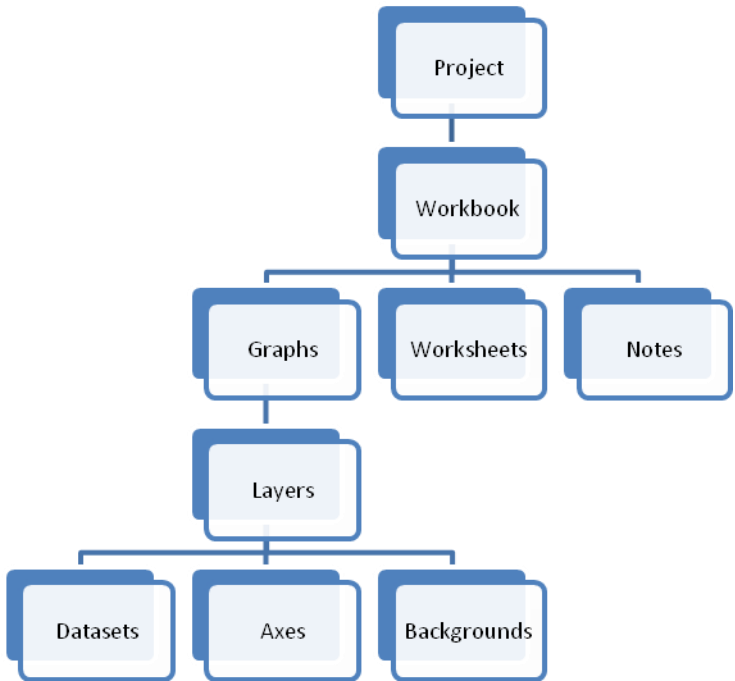 Project
Workbook
Graphs
Worksheets
Notes
Layers
Datasets
Axes
Backgrounds